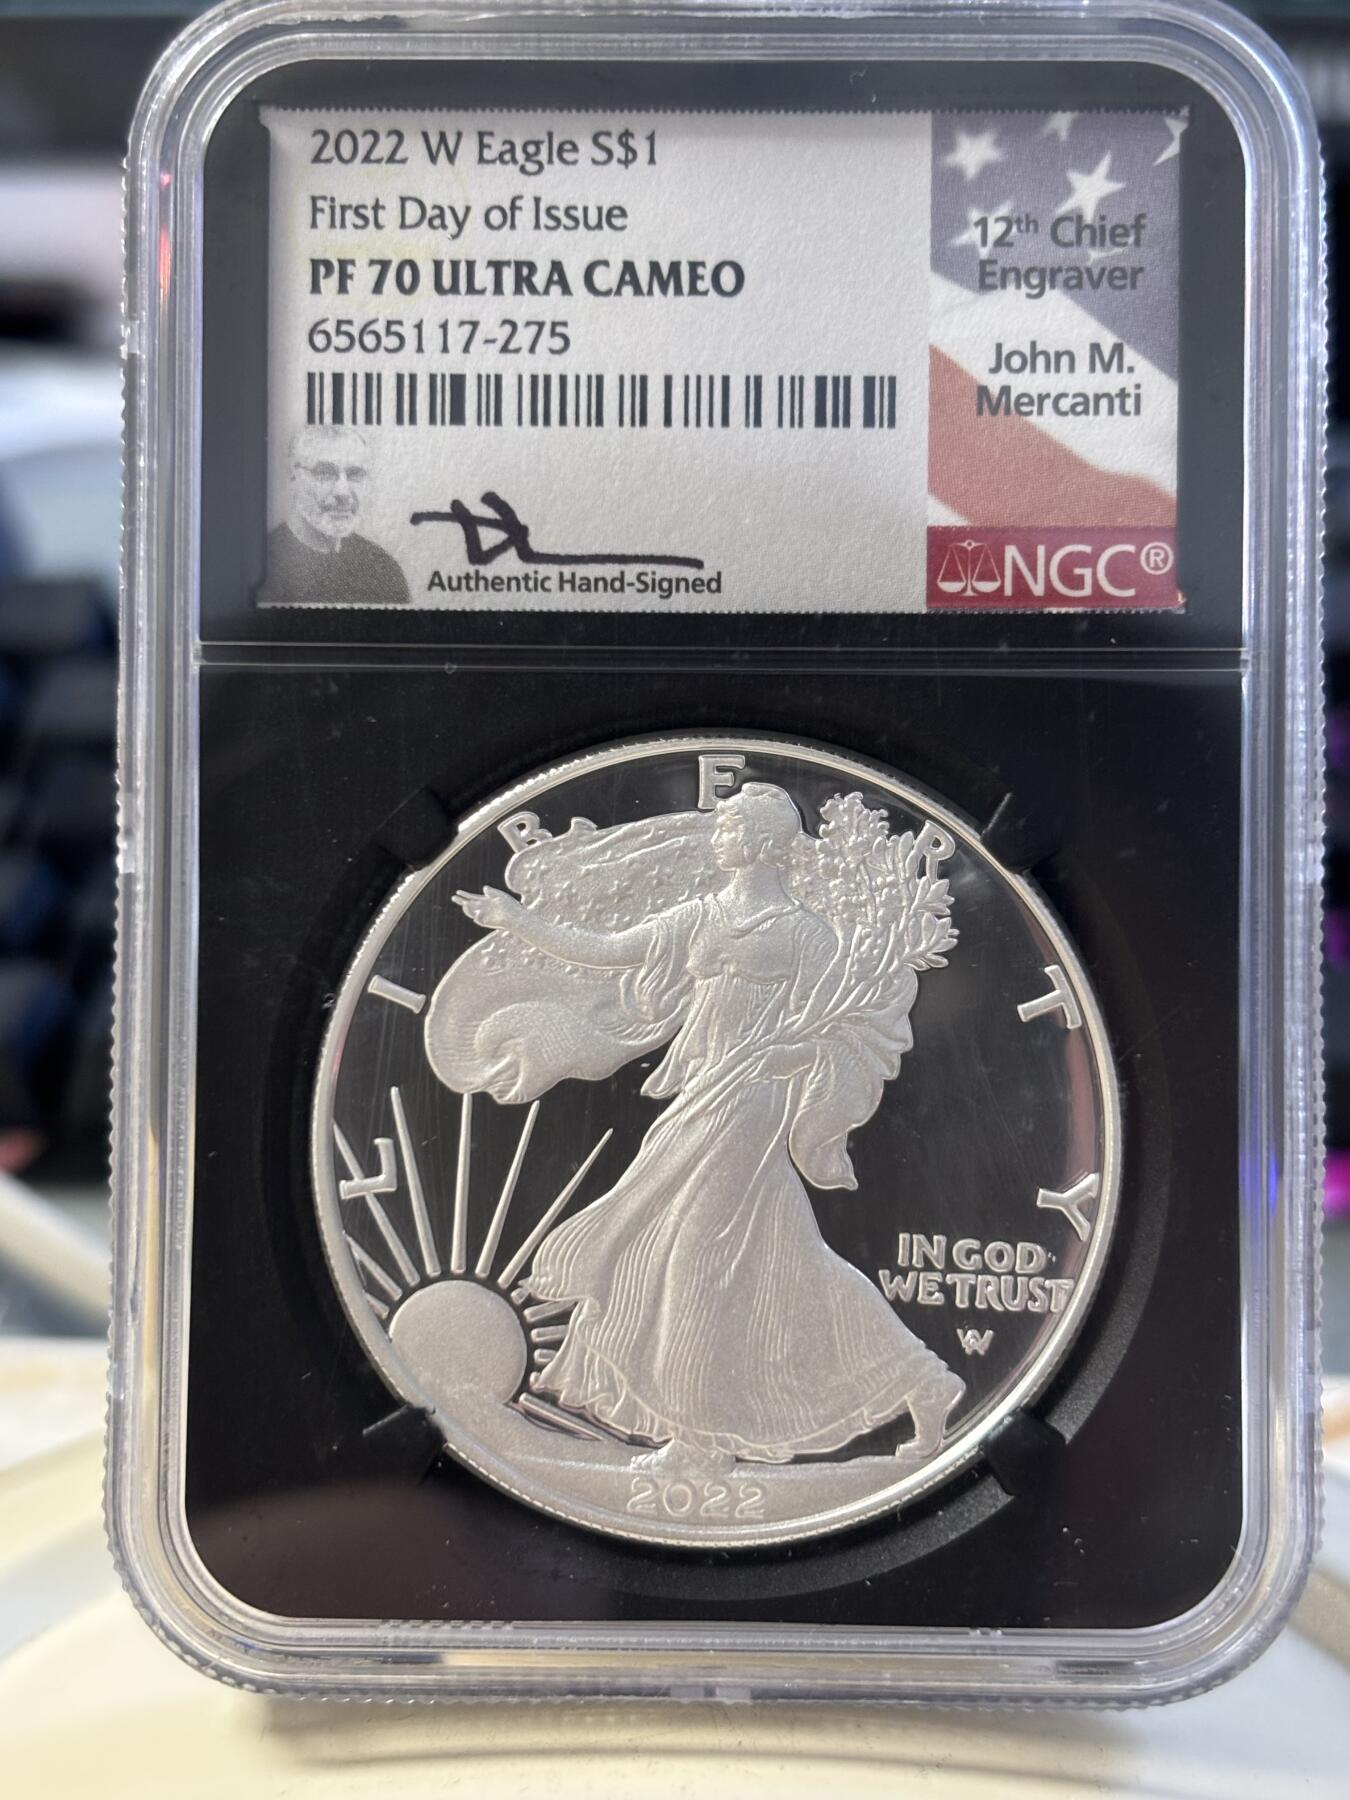 2022 W Eagle S$1
First Day of Issue
PF 70 ULTRA CAMEO
6565117-275
12th Chief
Engraver
John M.
Mercanti
Authentic Hand-Signed
NGC®
LIBERTY
IN GOD
WE TRUST
2022